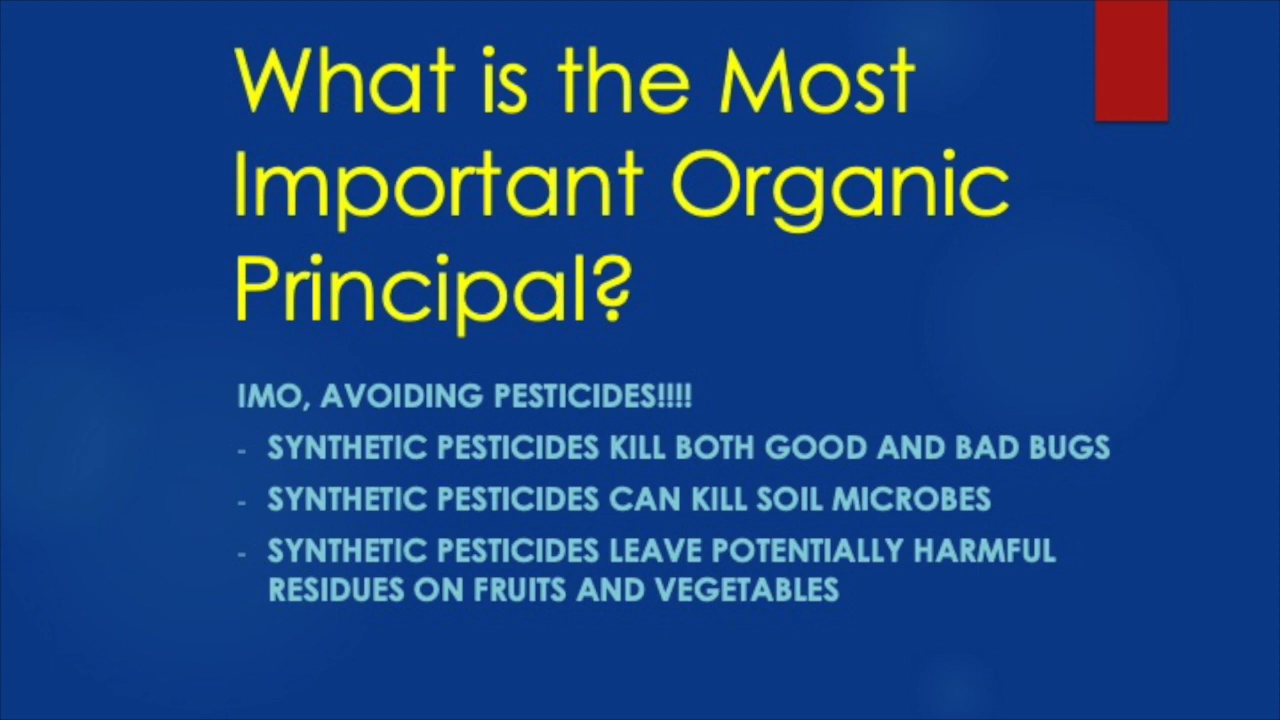 What is the Most
Important Organic
Principal?
IMO, AVOIDING PESTICIDES!!!!
- SYNTHETIC PESTICIDES KILL BOTH GOOD AND BAD BUGS
- SYNTHETIC PESTICIDES CAN KILL SOIL MICROBES
- SYNTHETIC PESTICIDES LEAVE POTENTIALLY HARMFUL
RESIDUES ON FRUITS AND VEGETABLES